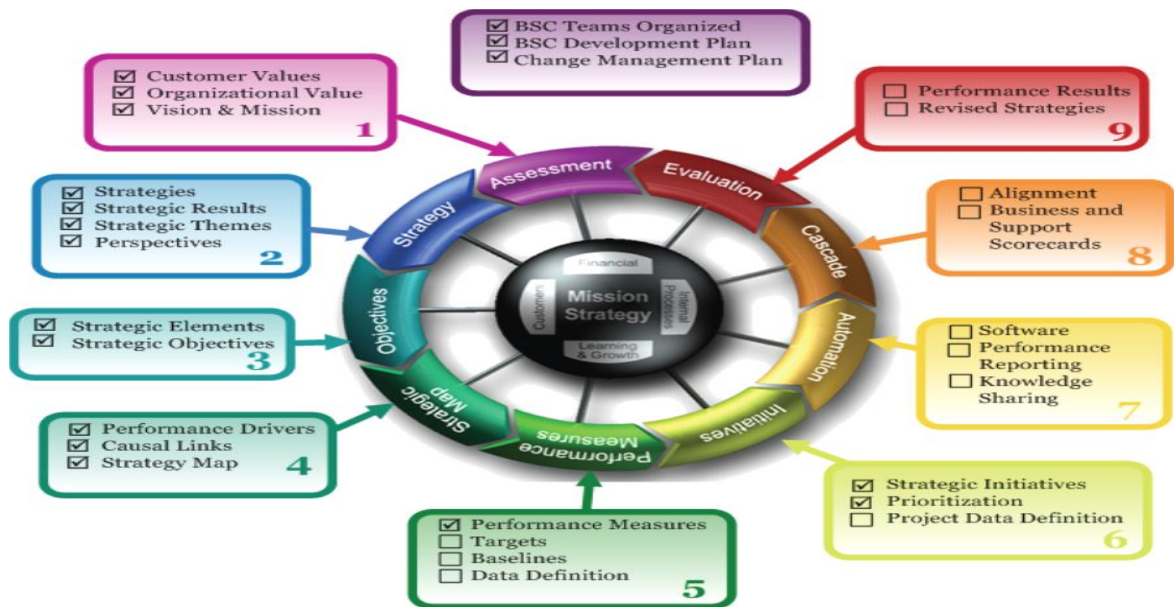 ☑ BSC Teams Organized
☑ BSC Development Plan
☑ Change Management Plan
☑ Customer Values
☑ Organizational Value
☑ Vision & Mission
1
☑ Strategies
☑ Strategic Results
☑ Strategic Themes
☑ Perspectives
2
☑ Strategic Elements
☑ Strategic Objectives
3
☑ Performance Drivers
☑ Causal Links
☑ Strategy Map
4
☑ Performance Measures
☐ Targets
☐ Baselines
☐ Data Definition
5
☑ Strategic Initiatives
☑ Prioritization
☐ Project Data Definition
6
☐ Software
☐ Performance
Reporting
☐ Knowledge
Sharing
7
☐ Alignment
☐ Business and
Support
Scorecards
8
☐ Performance Results
☐ Revised Strategies
9
Assessment
Strategy
Objectives
Strategic
Map
Performance
Measures
Initiatives
Automation
Cascade
Evaluation
Financial
Customers
Mission
Strategy
Internal
Processes
Learning
& Growth